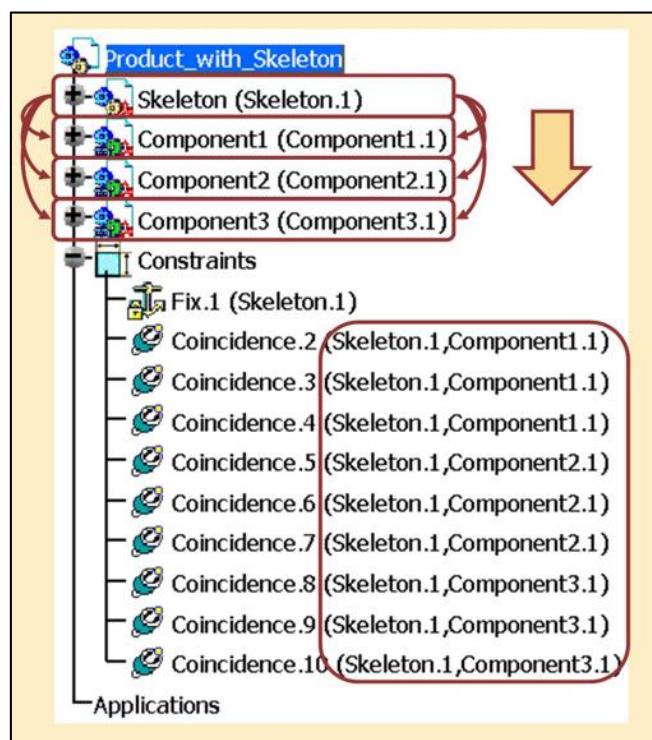 Product_with_Skeleton
Skeleton (Skeleton.1)
Component1 (Component1.1)
Component2 (Component2.1)
Component3 (Component3.1)
Constraints
Fix.1 (Skeleton.1)
Coincidence.2 (Skeleton.1,Component1.1)
Coincidence.3 (Skeleton.1,Component1.1)
Coincidence.4 (Skeleton.1,Component1.1)
Coincidence.5 (Skeleton.1,Component2.1)
Coincidence.6 (Skeleton.1,Component2.1)
Coincidence.7 (Skeleton.1,Component2.1)
Coincidence.8 (Skeleton.1,Component3.1)
Coincidence.9 (Skeleton.1,Component3.1)
Coincidence.10 (Skeleton.1,Component3.1)
Applications